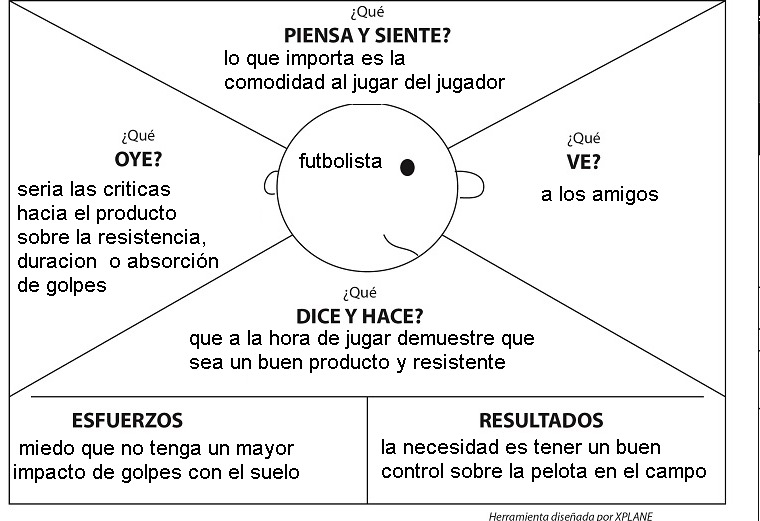 ¿Qué
PIENSA Y SIENTE?
lo que importa es la
comodidad al jugar del jugador
¿Qué
OYE?
seria las criticas
hacia el producto
sobre la resistencia,
duracion o absorción
de golpes
futbolista
¿Qué
VE?
a los amigos
¿Qué
DICE Y HACE?
que a la hora de jugar demuestre que
sea un buen producto y resistente
ESFUERZOS
miedo que no tenga un mayor
impacto de golpes con el suelo
RESULTADOS
la necesidad es tener un buen
control sobre la pelota en el campo
Herramienta diseñada por XPLANE